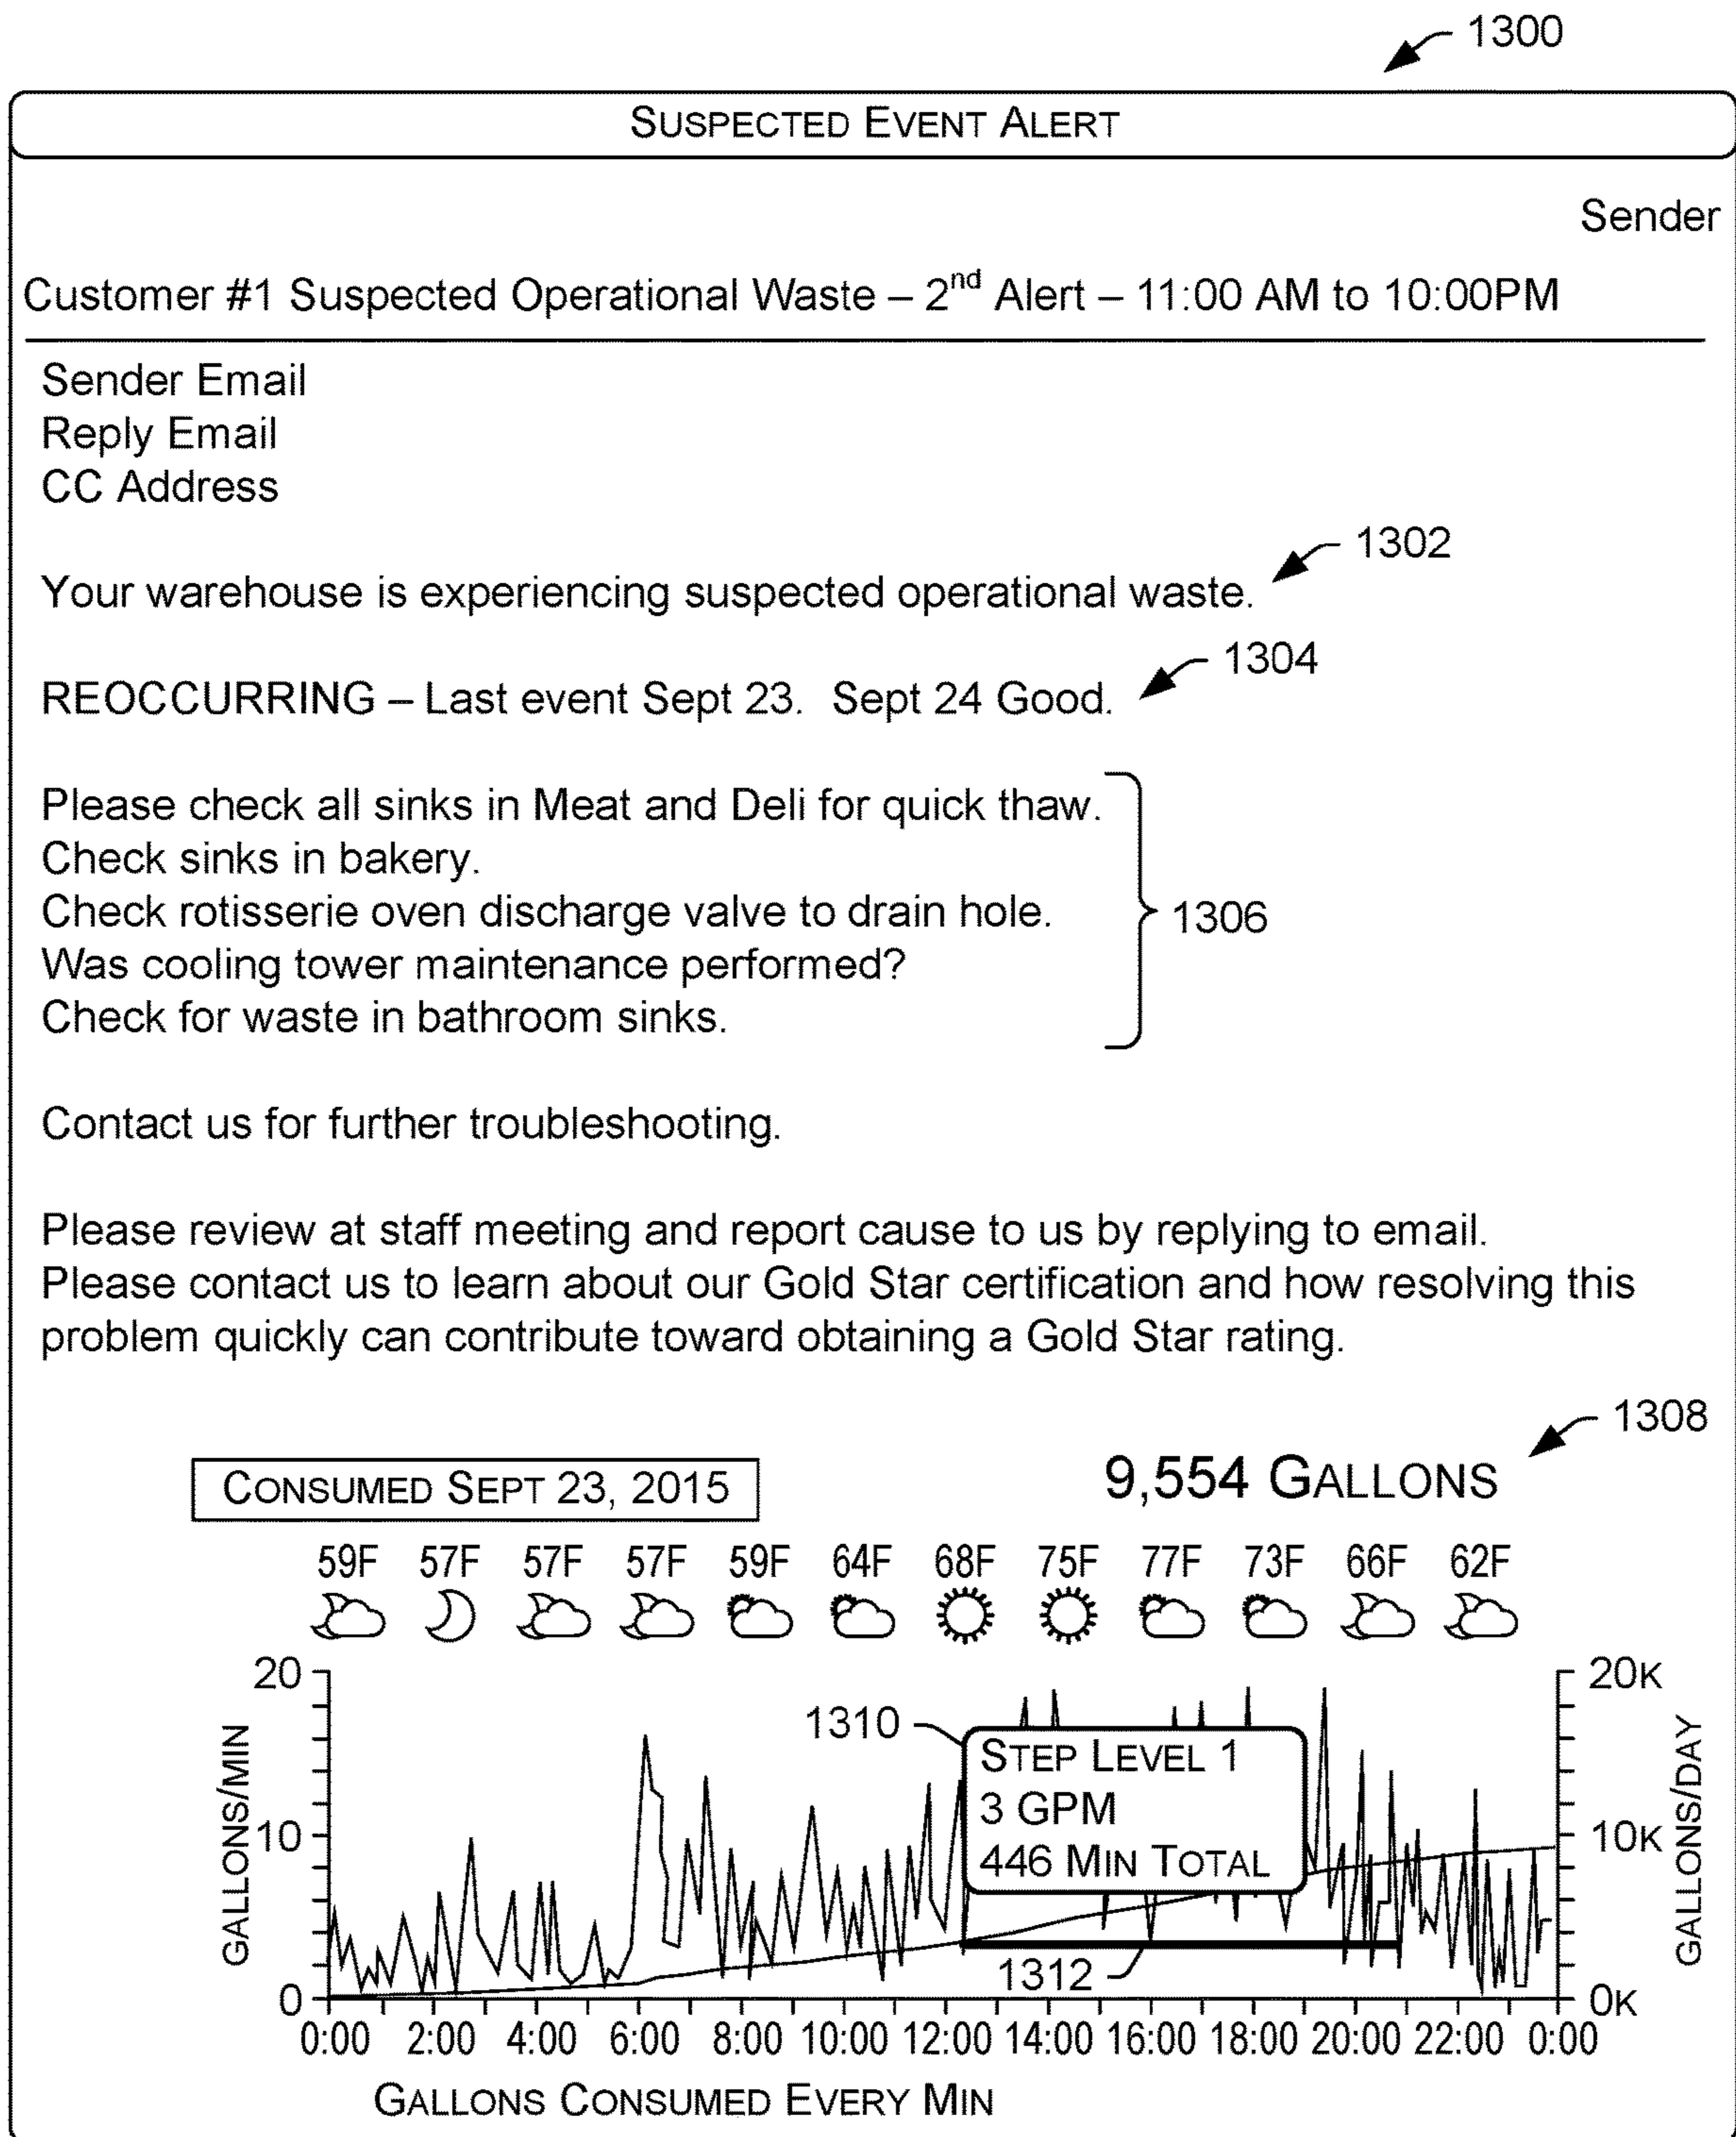 1300
SUSPECTED EVENT ALERT
Sender
Customer #1 Suspected Operational Waste – 2nd Alert – 11:00 AM to 10:00PM
Sender Email
Reply Email
CC Address
1302
Your warehouse is experiencing suspected operational waste.
1304
REOCCURRING – Last event Sept 23.  Sept 24 Good.
Please check all sinks in Meat and Deli for quick thaw.
Check sinks in bakery.
Check rotisserie oven discharge valve to drain hole.
1306
Was cooling tower maintenance performed?
Check for waste in bathroom sinks.
Contact us for further troubleshooting.
Please review at staff meeting and report cause to us by replying to email.
Please contact us to learn about our Gold Star certification and how resolving this
problem quickly can contribute toward obtaining a Gold Star rating.
1308
CONSUMED SEPT 23, 2015
9,554 GALLONS
59F 57F 57F 57F 59F 64F 68F 75F 77F 73F 66F 62F
20
20K
1310
STEP LEVEL 1
3 GPM
446 MIN TOTAL
GALLONS/MIN
10
10K
GALLONS/DAY
1312
0
0K
0:00 2:00 4:00 6:00 8:00 10:00 12:00 14:00 16:00 18:00 20:00 22:00 0:00
GALLONS CONSUMED EVERY MIN